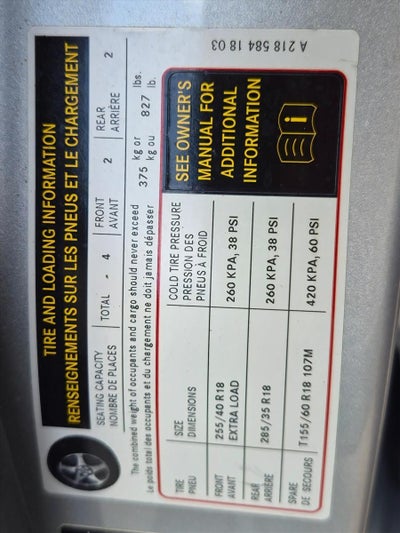 TIRE AND LOADING INFORMATION
RENSEIGNEMENTS SUR LES PNEUS ET LE CHARGEMENT
SEATING CAPACITY
NOMBRE DE PLACES
TOTAL - 4
FRONT
AVANT
2
REAR
ARRIÈRE
2
The combined weight of occupants and cargo should never exceed 375 kg or 827 lbs.
Le poids total des occupants et du chargement ne doit jamais dépasser kg ou lb.
TIRE
PNEU
SIZE
DIMENSIONS
COLD TIRE PRESSURE
PRESSION DES
PNEUS À FROID
FRONT
AVANT
255/40 R18
EXTRA LOAD
260 KPA, 38 PSI
REAR
ARRIÈRE
285/35 R18
260 KPA, 38 PSI
SPARE
DE SECOURS
T155/60 R18 107M
420 KPA, 60 PSI
SEE OWNER'S
MANUAL FOR
ADDITIONAL
INFORMATION
i
A 218 584 18 03